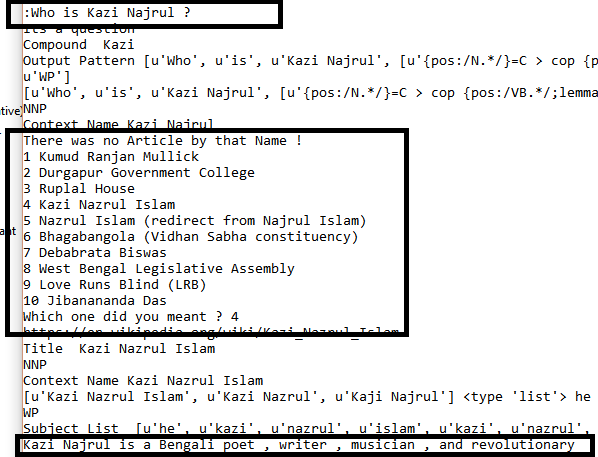 :Who is Kazi Najrul ?
Its a question
Compound  Kazi
Output Pattern [u'Who', u'is', u'Kazi Najrul', [u'{pos:/N.*/}=C > cop {p
u'WP']
[u'Who', u'is', u'Kazi Najrul', [u'{pos:/N.*/}=C > cop {pos:/VB.*/;lemma
NNP
Context Name Kazi Najrul
There was no Article by that Name !
1 Kumud Ranjan Mullick
2 Durgapur Government College
3 Ruplal House
4 Kazi Nazrul Islam
5 Nazrul Islam (redirect from Najrul Islam)
6 Bhagabangola (Vidhan Sabha constituency)
7 Debabrata Biswas
8 West Bengal Legislative Assembly
9 Love Runs Blind (LRB)
10 Jibanananda Das
Which one did you meant ? 4
https://en.wikipedia.org/wiki/Kazi_Nazrul_Islam
Title  Kazi Nazrul Islam
NNP
Context Name Kazi Nazrul Islam
[u'Kazi Nazrul Islam', u'Kazi Nazrul', u'Kaji Najrul'] <type 'list'> he
WP
Subject List  [u'he', u'kazi', u'nazrul', u'islam', u'kazi', u'nazrul',
Kazi Najrul is a Bengali poet , writer , musician , and revolutionary